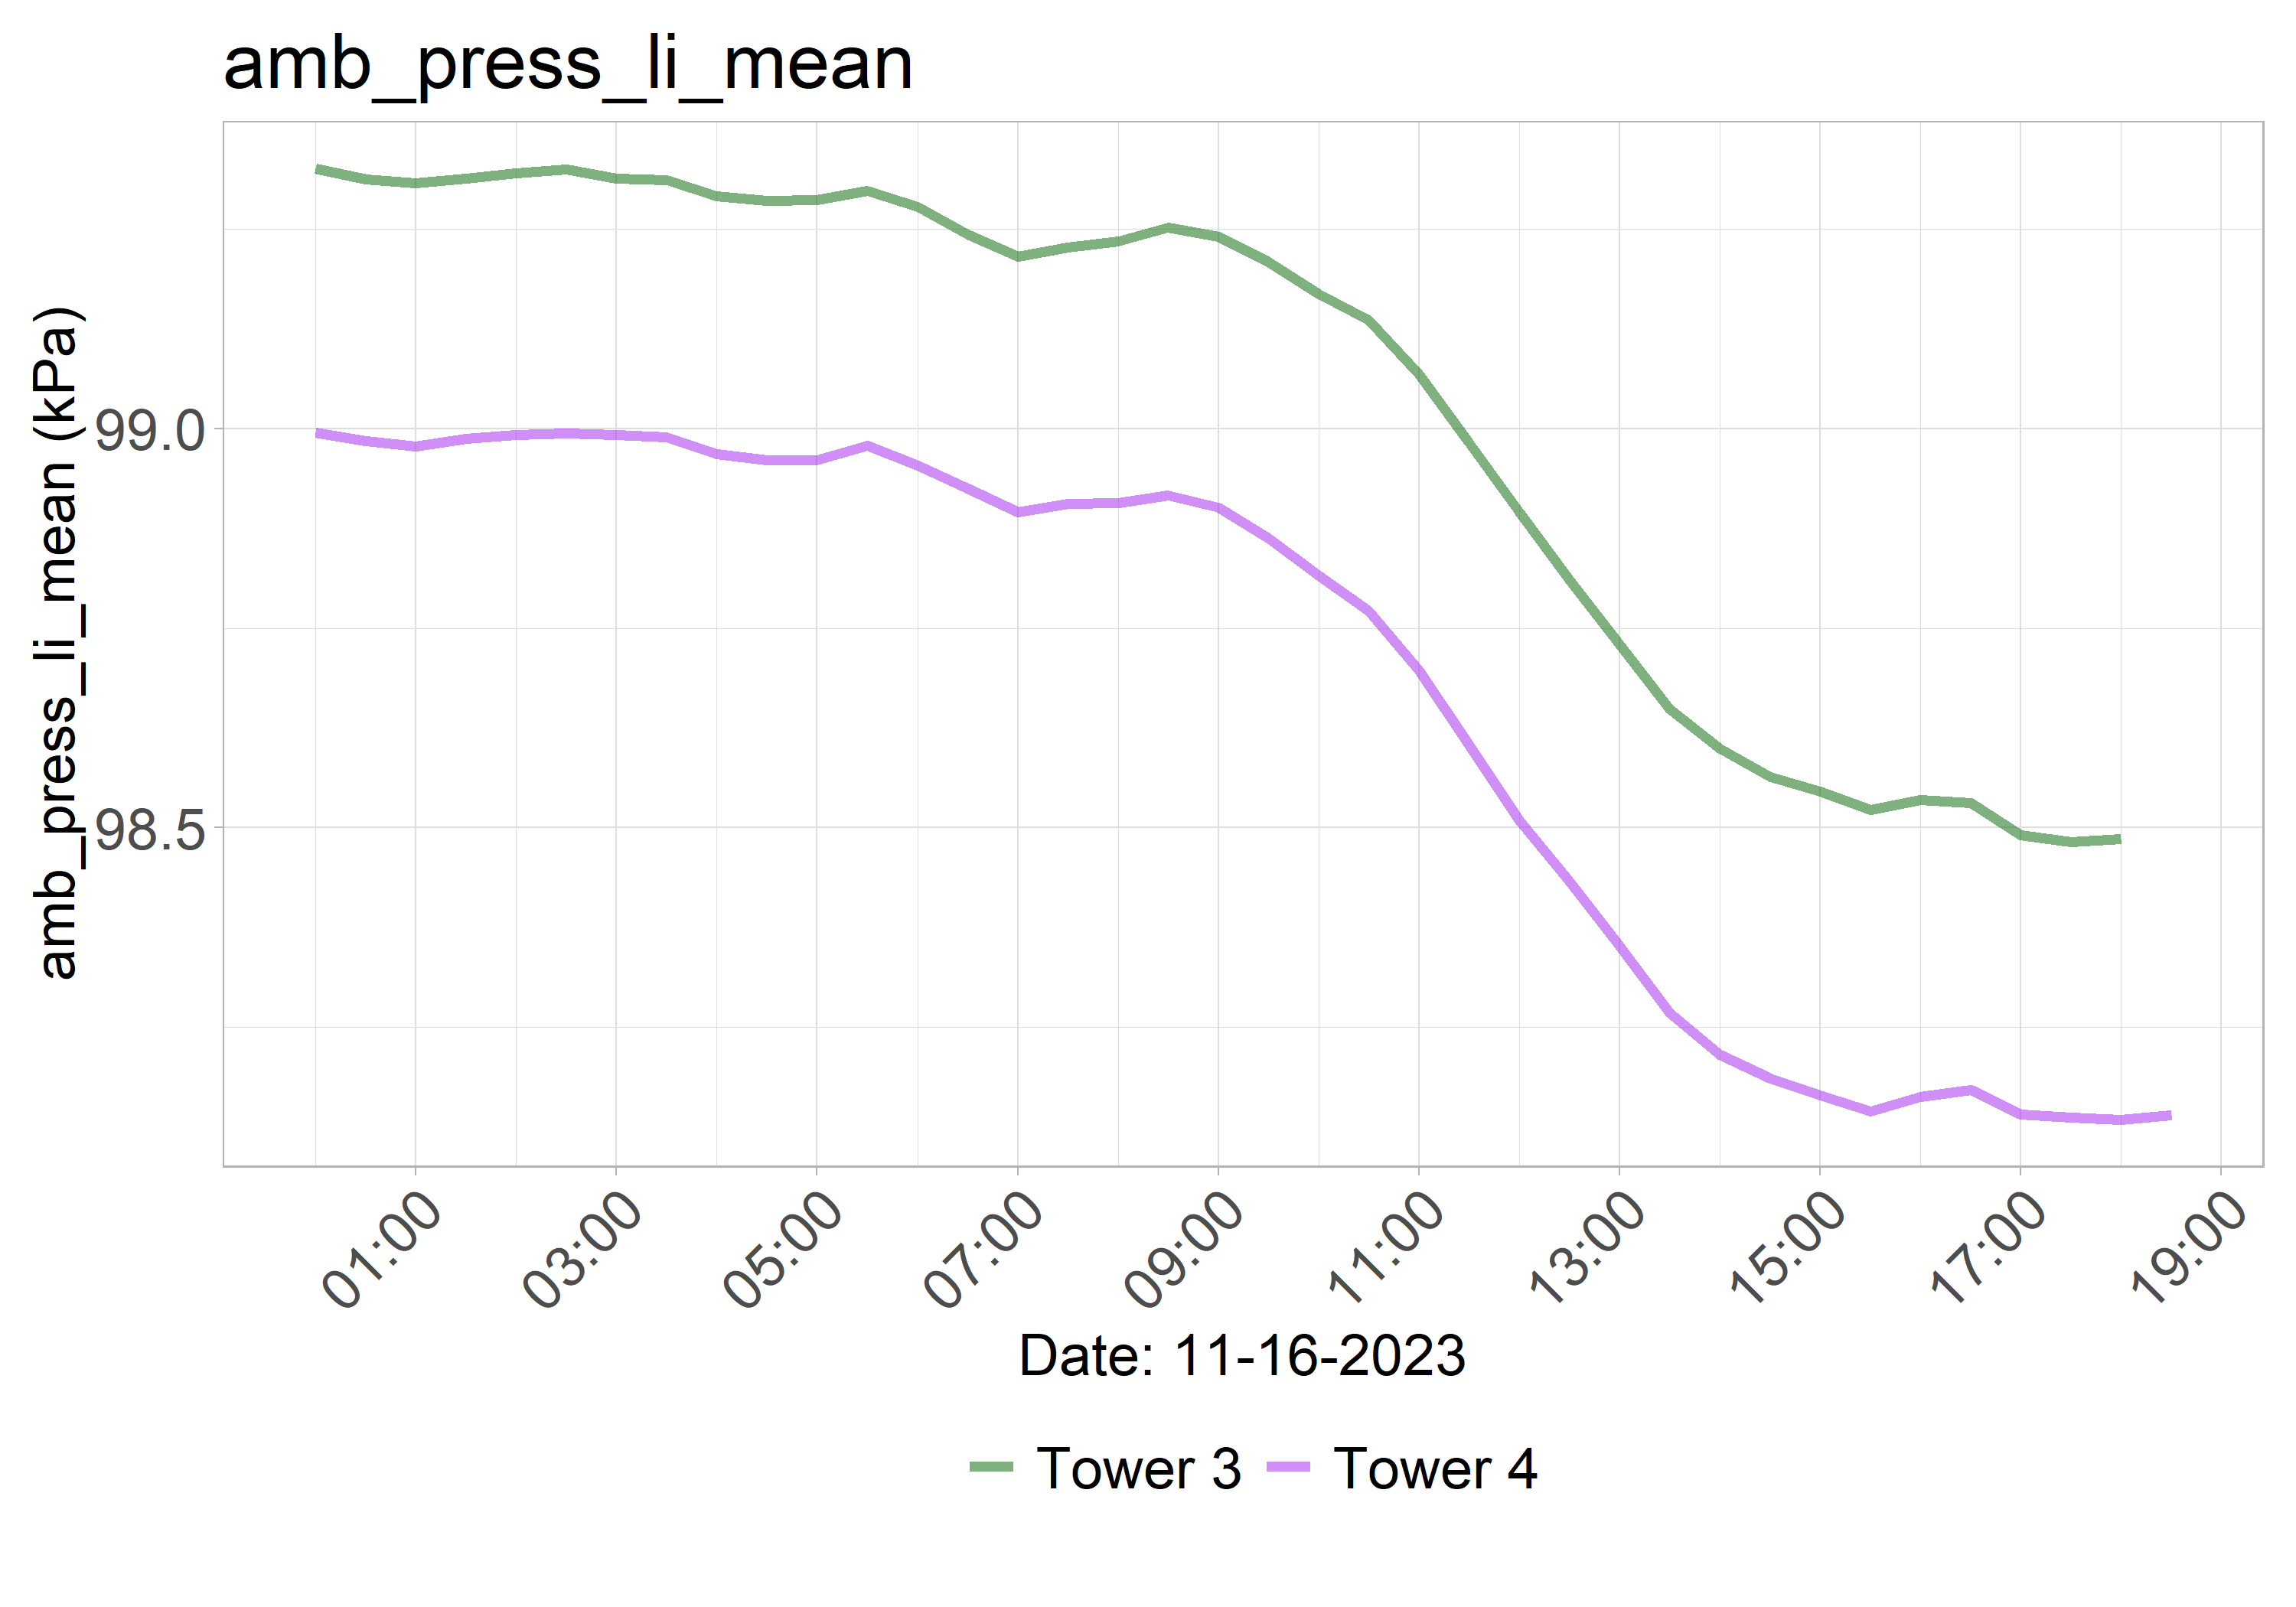 amb_press_li_mean
amb_press_li_mean (kPa)
99.0
98.5
01:00 03:00 05:00 07:00 09:00 11:00 13:00 15:00 17:00 19:00
Date: 11-16-2023
Tower 3 Tower 4